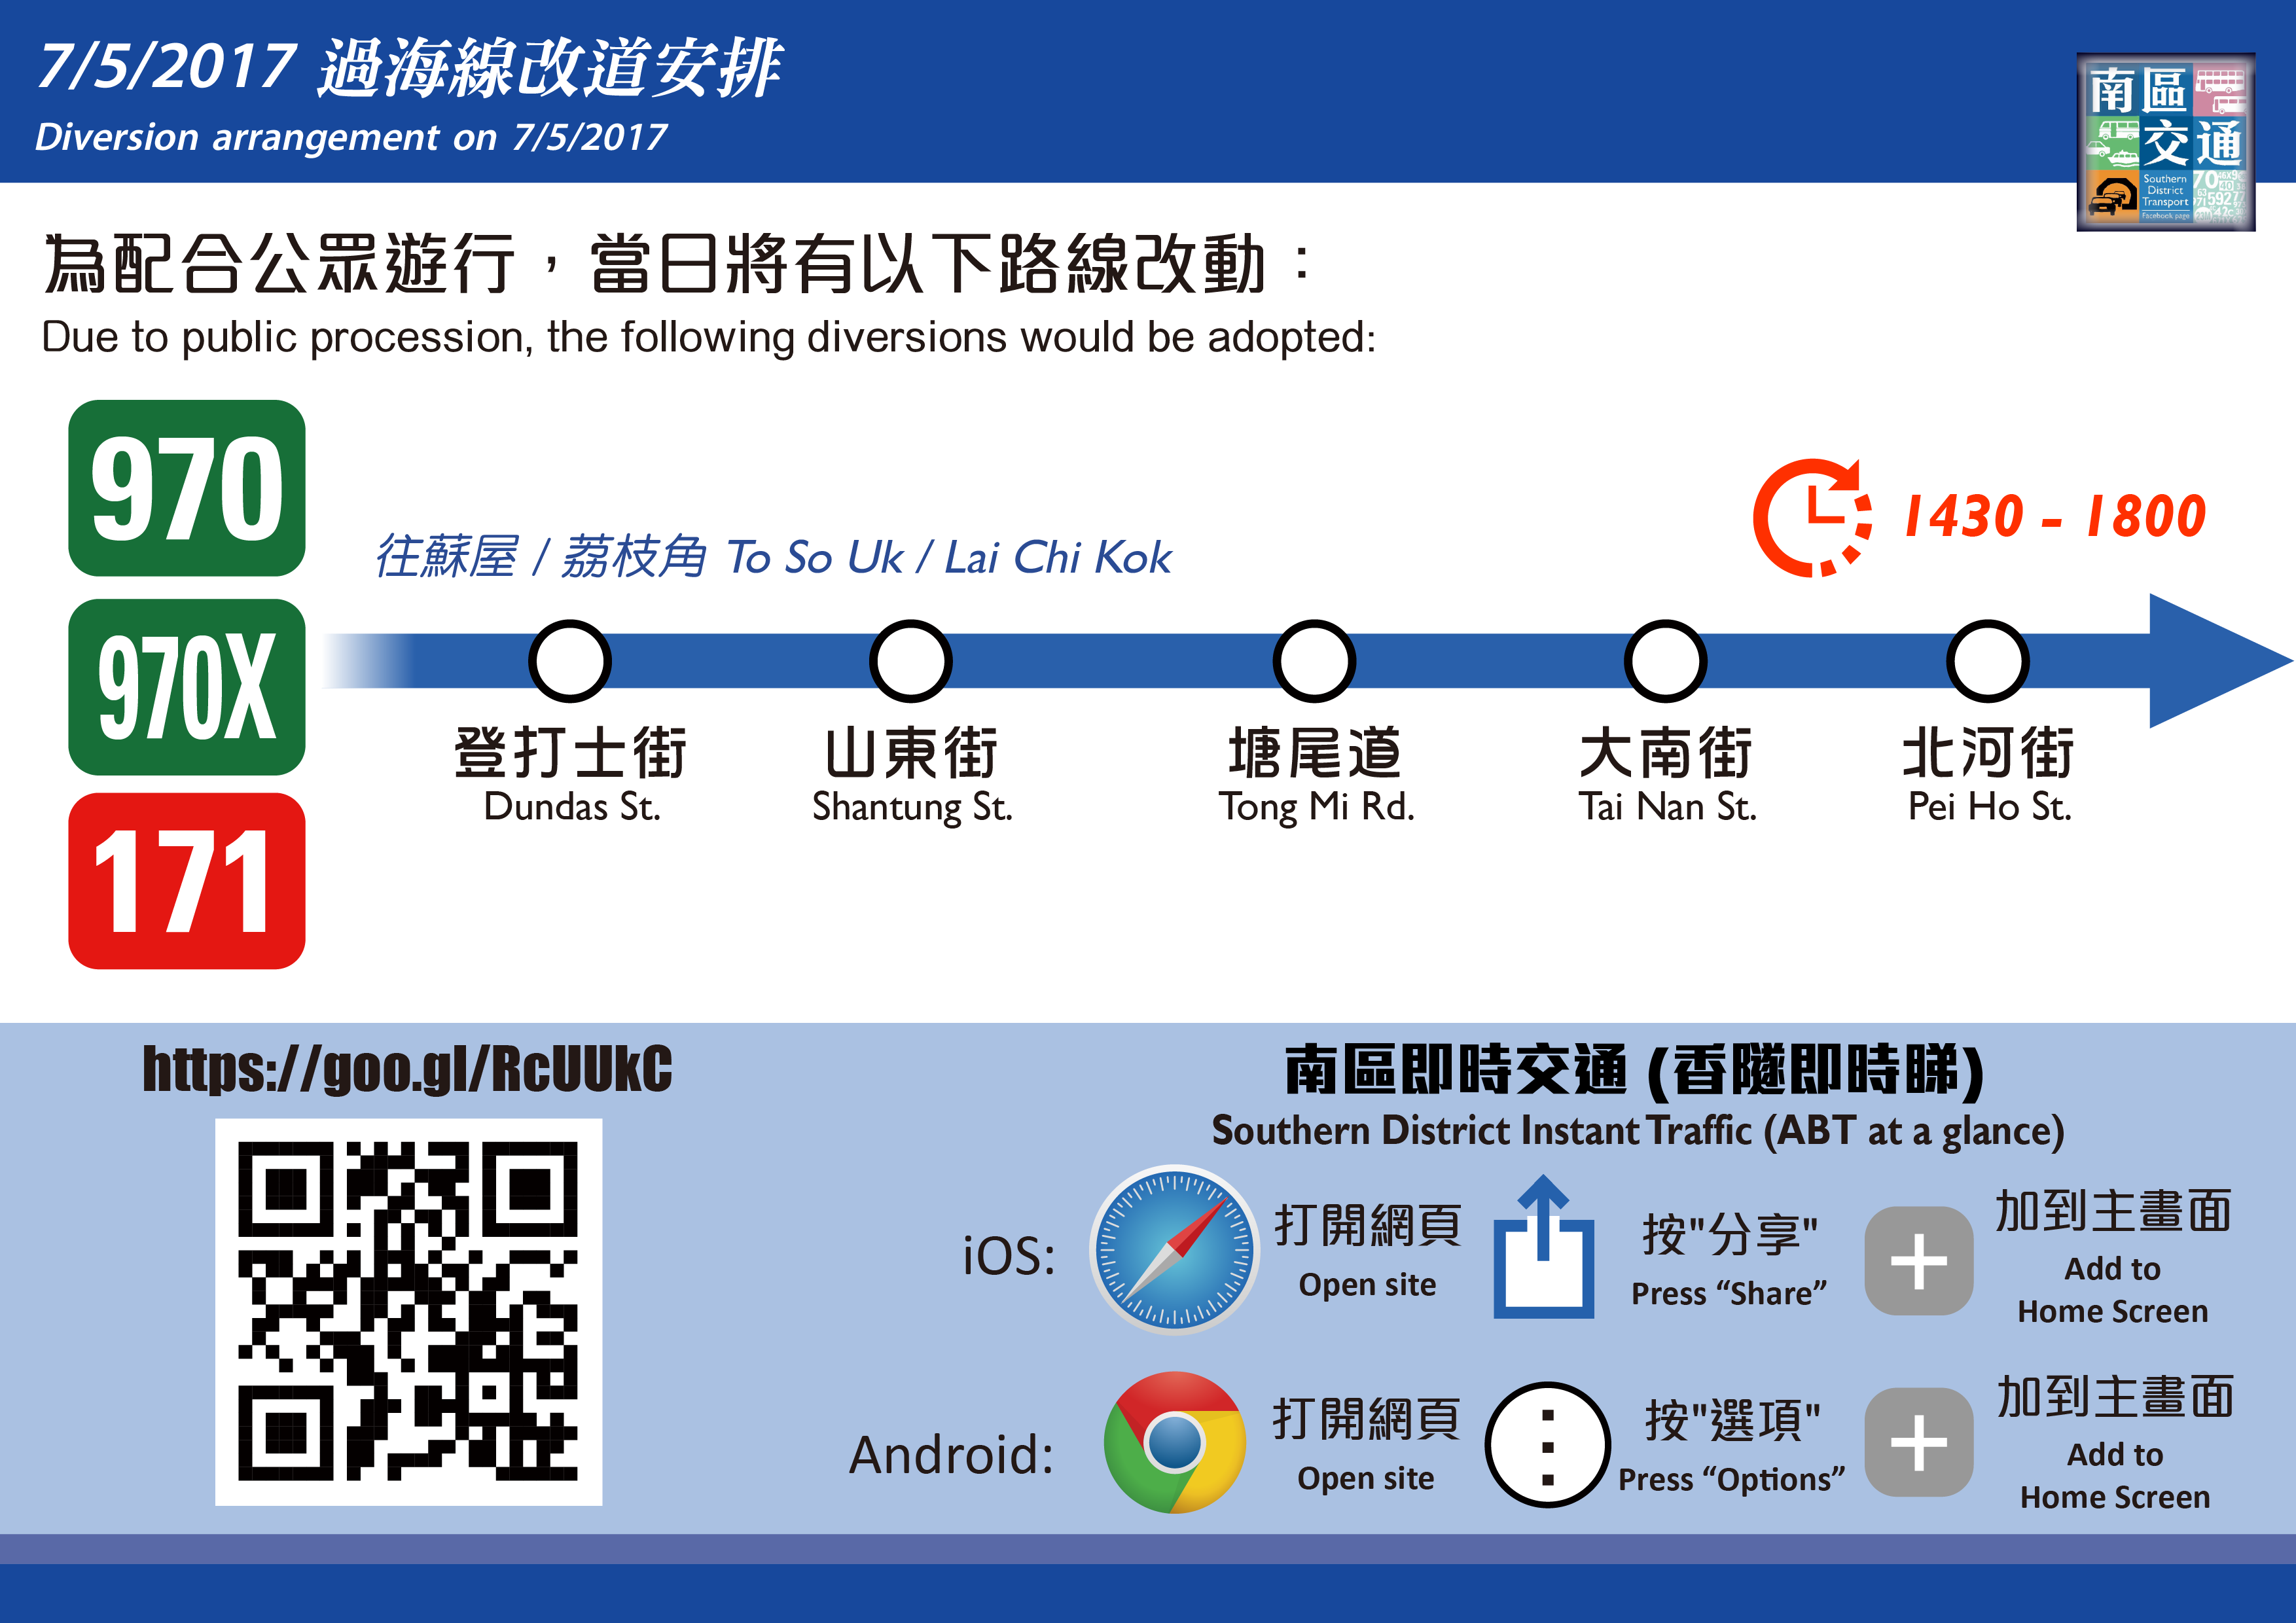 7/5/2017 過海線改道安排
Diversion arrangement on 7/5/2017
南區
交通
Southern
District
Transport
Facebook page
為配合公眾遊行，當日將有以下路線改動：
Due to public procession, the following diversions would be adopted:
970
970X
171
往蘇屋 / 荔枝角 To So Uk / Lai Chi Kok
1430 - 1800
登打士街
Dundas St.
山東街
Shantung St.
塘尾道
Tong Mi Rd.
大南街
Tai Nan St.
北河街
Pei Ho St.
https://goo.gl/RcUUkC
南區即時交通 (香隧即時睇)
Southern District Instant Traffic (ABT at a glance)
iOS:
打開網頁
Open site
按"分享"
Press “Share”
加到主畫面
Add to
Home Screen
Android:
打開網頁
Open site
按"選項"
Press “Options”
加到主畫面
Add to
Home Screen